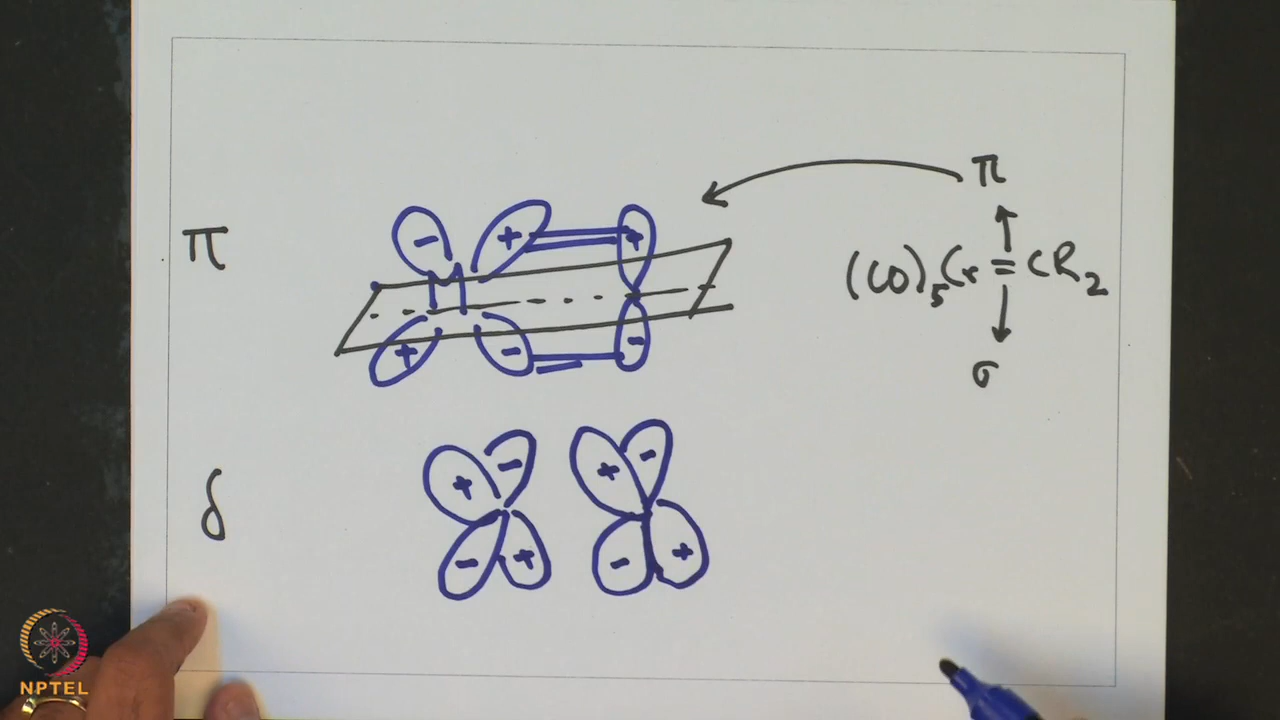 π
- + +
+ - -
π
(CO)₅Cr = CR₂
σ
δ
+ - + -
- + - +
NPTEL